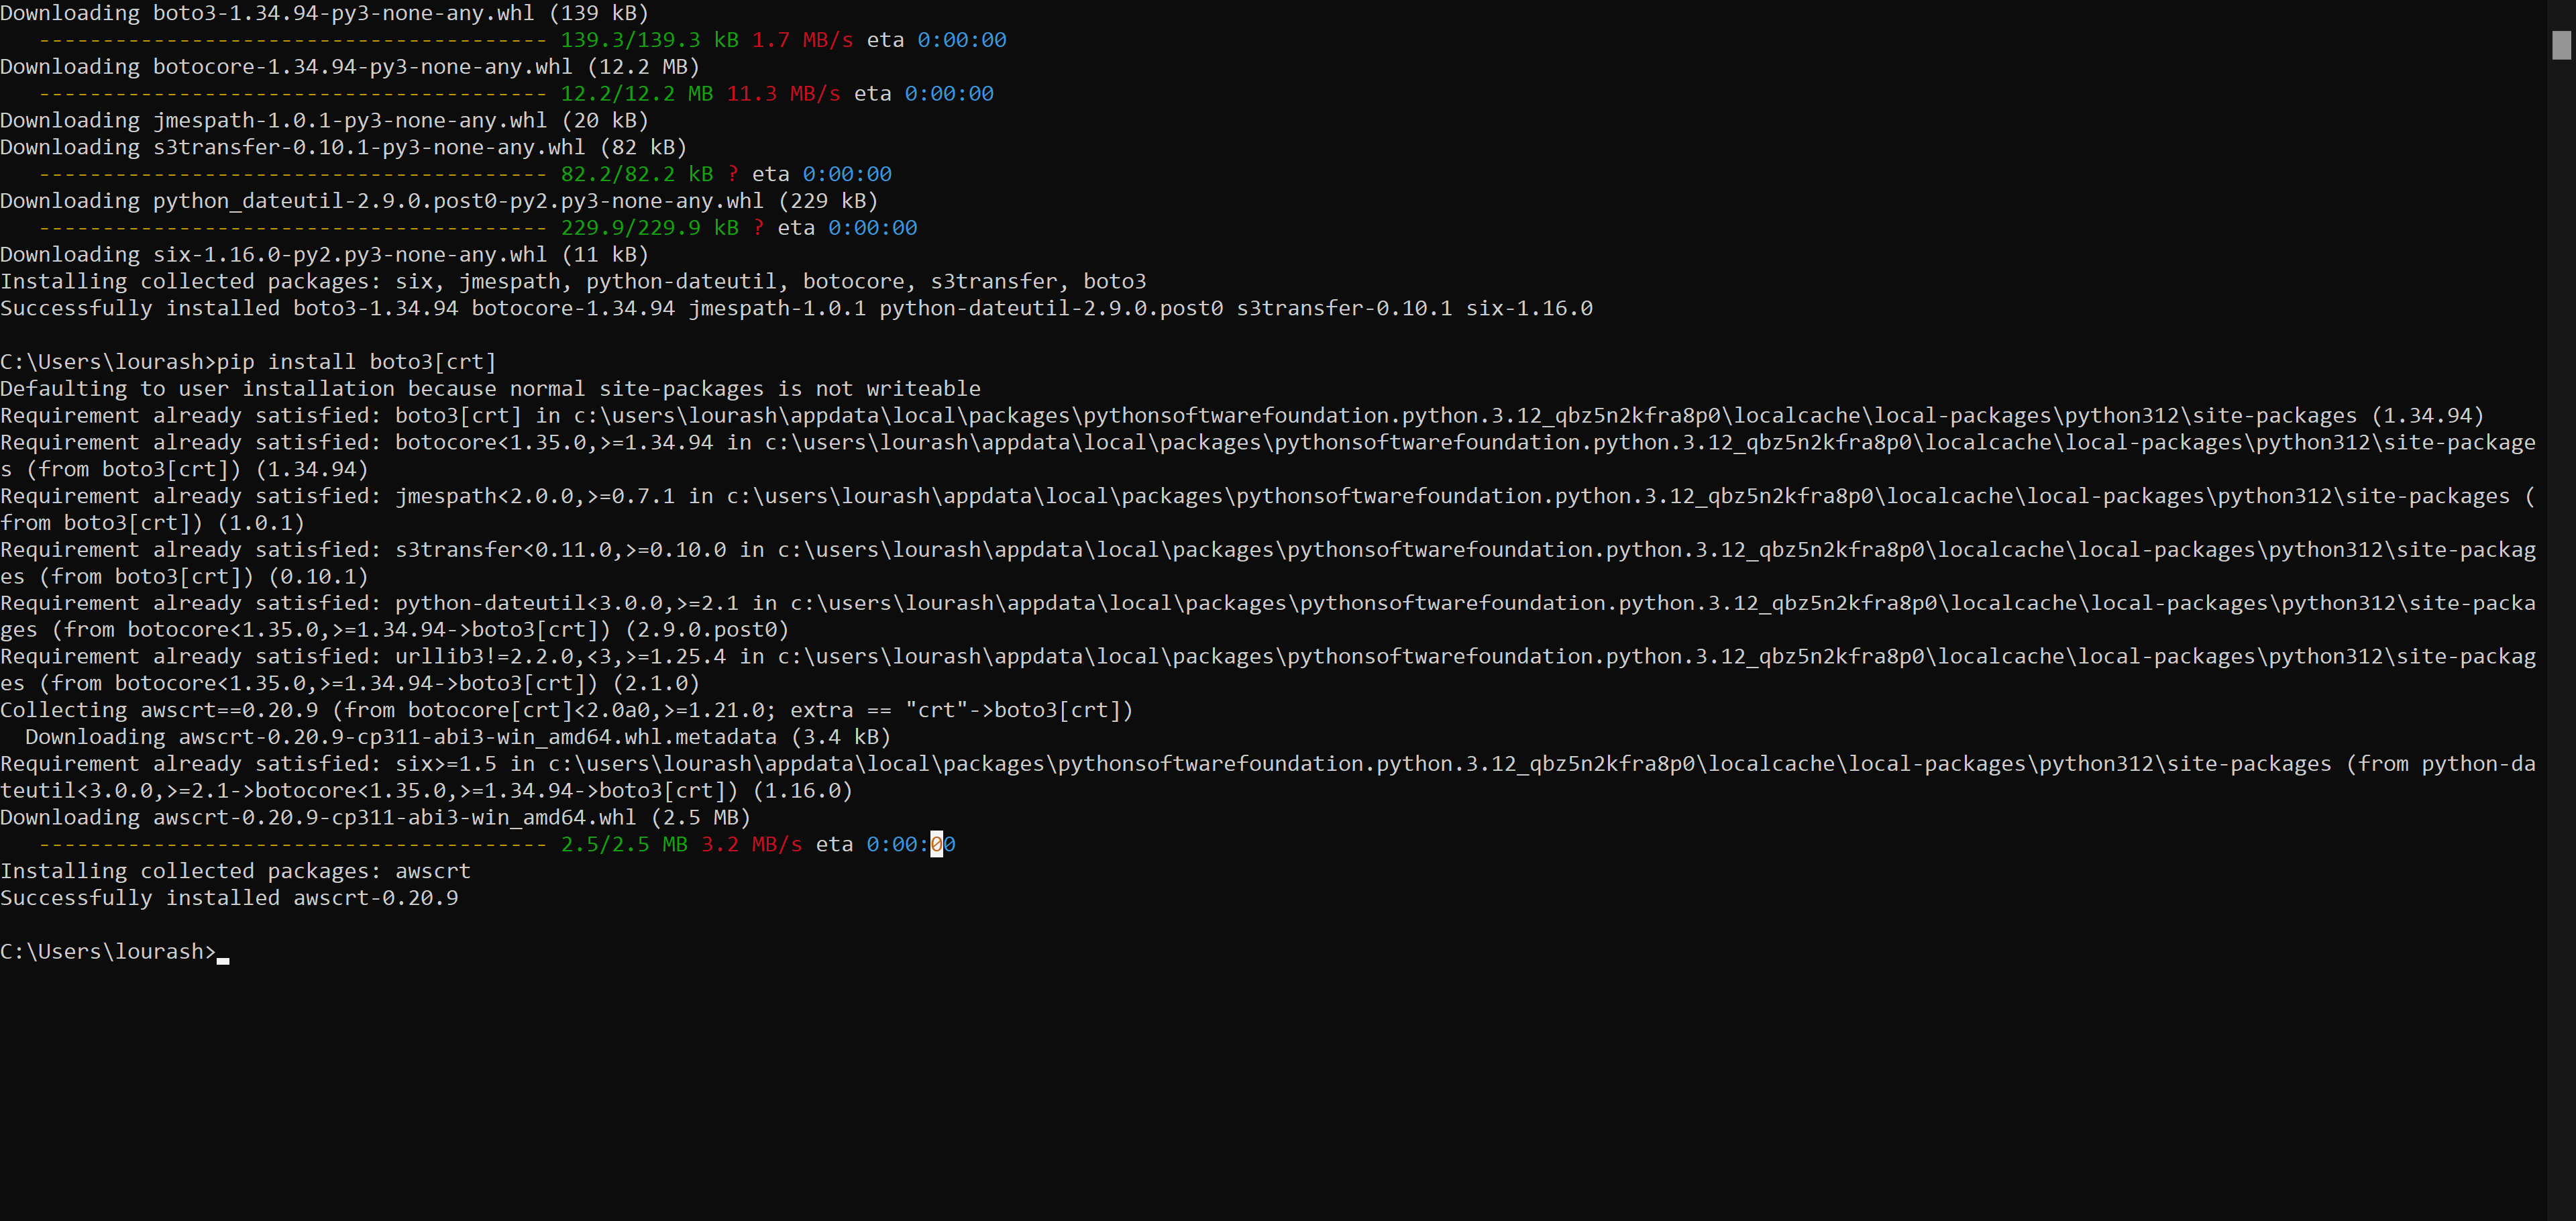 Downloading boto3-1.34.94-py3-none-any.whl (139 kB)
---------------------------------------- 139.3/139.3 kB 1.7 MB/s eta 0:00:00
Downloading botocore-1.34.94-py3-none-any.whl (12.2 MB)
---------------------------------------- 12.2/12.2 MB 11.3 MB/s eta 0:00:00
Downloading jmespath-1.0.1-py3-none-any.whl (20 kB)
Downloading s3transfer-0.10.1-py3-none-any.whl (82 kB)
---------------------------------------- 82.2/82.2 kB ? eta 0:00:00
Downloading python_dateutil-2.9.0.post0-py2.py3-none-any.whl (229 kB)
---------------------------------------- 229.9/229.9 kB ? eta 0:00:00
Downloading six-1.16.0-py2.py3-none-any.whl (11 kB)
Installing collected packages: six, jmespath, python-dateutil, botocore, s3transfer, boto3
Successfully installed boto3-1.34.94 botocore-1.34.94 jmespath-1.0.1 python-dateutil-2.9.0.post0 s3transfer-0.10.1 six-1.16.0
C:\Users\lourash>pip install boto3[crt]
Defaulting to user installation because normal site-packages is not writeable
Requirement already satisfied: boto3[crt] in c:\users\lourash\appdata\local\packages\pythonsoftwarefoundation.python.3.12_qbz5n2kfra8p0\localcache\local-packages\python312\site-packages (1.34.94)
Requirement already satisfied: botocore<1.35.0,>=1.34.94 in c:\users\lourash\appdata\local\packages\pythonsoftwarefoundation.python.3.12_qbz5n2kfra8p0\localcache\local-packages\python312\site-package
s (from boto3[crt]) (1.34.94)
Requirement already satisfied: jmespath<2.0.0,>=0.7.1 in c:\users\lourash\appdata\local\packages\pythonsoftwarefoundation.python.3.12_qbz5n2kfra8p0\localcache\local-packages\python312\site-packages (
from boto3[crt]) (1.0.1)
Requirement already satisfied: s3transfer<0.11.0,>=0.10.0 in c:\users\lourash\appdata\local\packages\pythonsoftwarefoundation.python.3.12_qbz5n2kfra8p0\localcache\local-packages\python312\site-packag
es (from boto3[crt]) (0.10.1)
Requirement already satisfied: python-dateutil<3.0.0,>=2.1 in c:\users\lourash\appdata\local\packages\pythonsoftwarefoundation.python.3.12_qbz5n2kfra8p0\localcache\local-packages\python312\site-packa
ges (from botocore<1.35.0,>=1.34.94->boto3[crt]) (2.9.0.post0)
Requirement already satisfied: urllib3!=2.2.0,<3,>=1.25.4 in c:\users\lourash\appdata\local\packages\pythonsoftwarefoundation.python.3.12_qbz5n2kfra8p0\localcache\local-packages\python312\site-packag
es (from botocore<1.35.0,>=1.34.94->boto3[crt]) (2.1.0)
Collecting awscrt==0.20.9 (from botocore[crt]<2.0a0,>=1.21.0; extra == "crt"->boto3[crt])
Downloading awscrt-0.20.9-cp311-abi3-win_amd64.whl.metadata (3.4 kB)
Requirement already satisfied: six>=1.5 in c:\users\lourash\appdata\local\packages\pythonsoftwarefoundation.python.3.12_qbz5n2kfra8p0\localcache\local-packages\python312\site-packages (from python-da
teutil<3.0.0,>=2.1->botocore<1.35.0,>=1.34.94->boto3[crt]) (1.16.0)
Downloading awscrt-0.20.9-cp311-abi3-win_amd64.whl (2.5 MB)
---------------------------------------- 2.5/2.5 MB 3.2 MB/s eta 0:00:00
Installing collected packages: awscrt
Successfully installed awscrt-0.20.9
C:\Users\lourash>